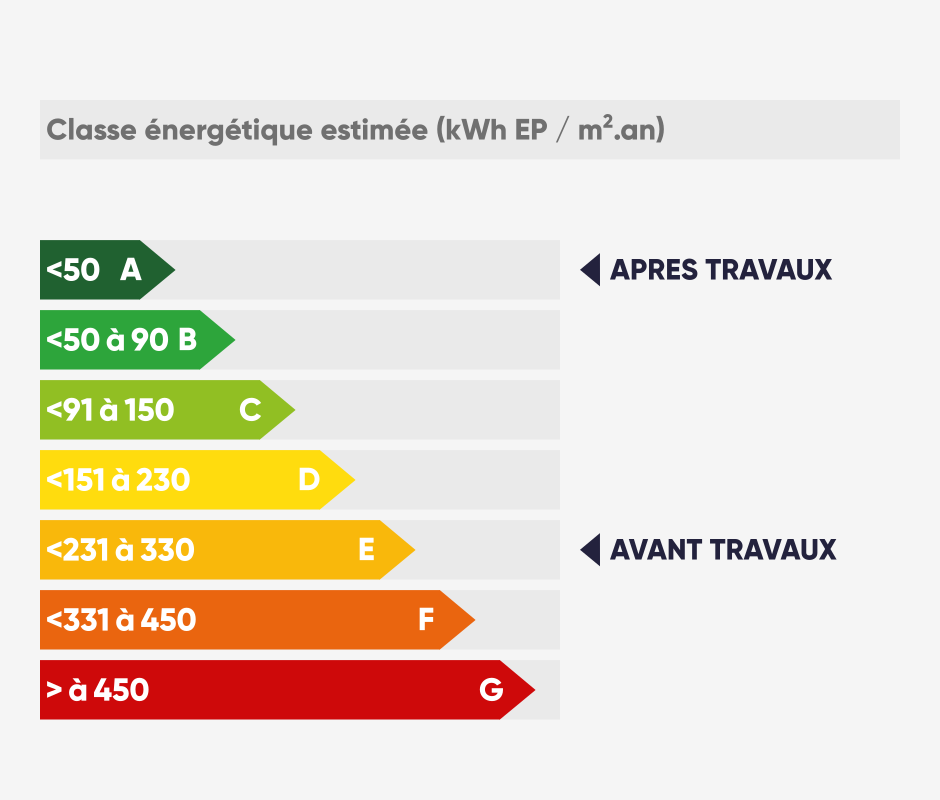 Classe énergétique estimée (kWh EP / m².an)
<50 A
APRES TRAVAUX
<50 à 90 B
<91 à 150 C
<151 à 230 D
<231 à 330 E
AVANT TRAVAUX
<331 à 450 F
> à 450 G